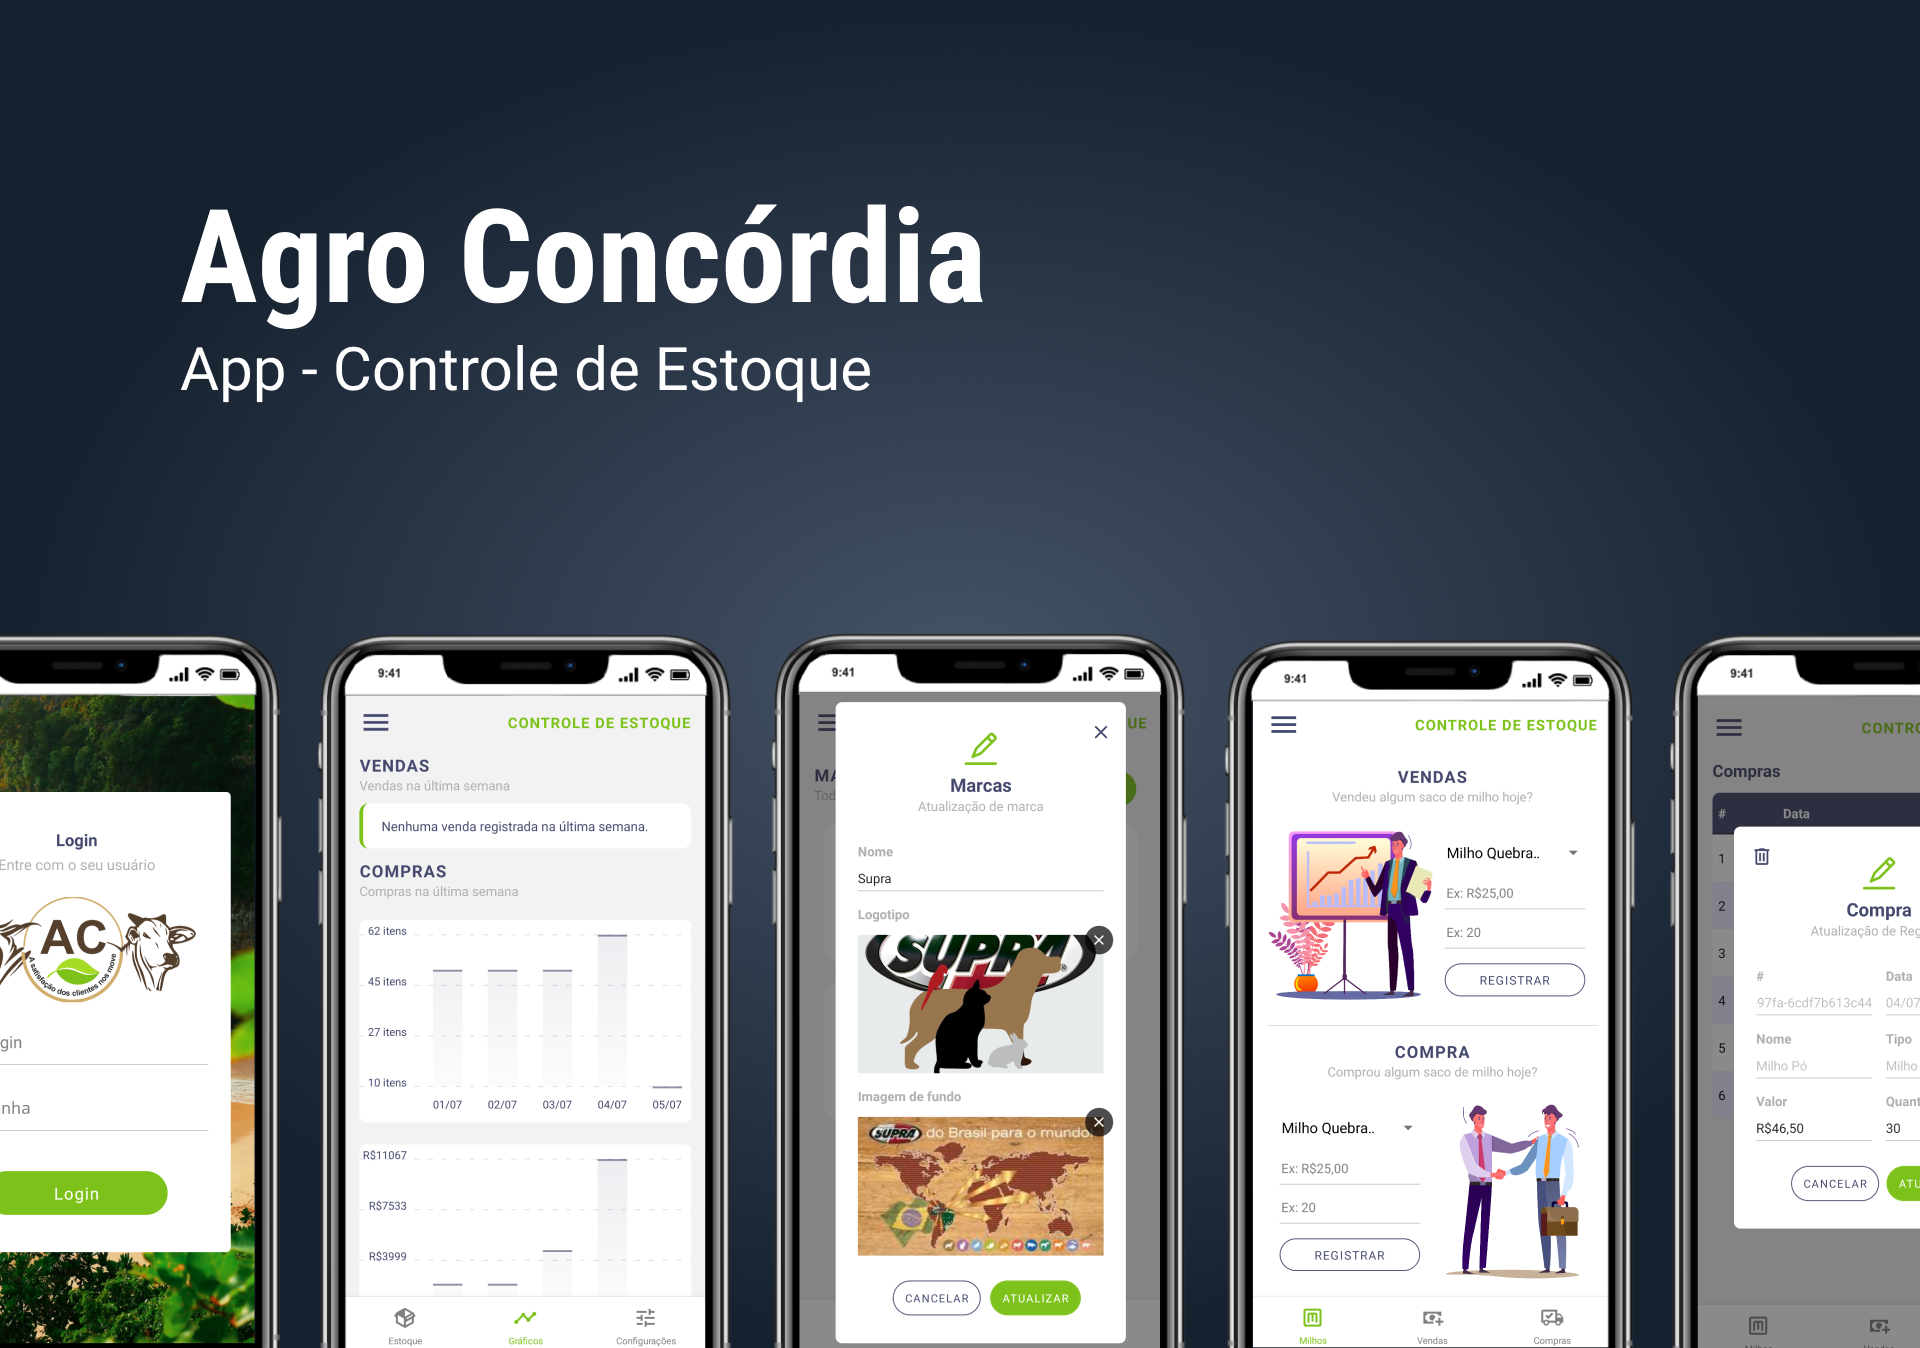 Agro Concórdia
App - Controle de Estoque
Login
Entre com o seu usuário
AC
A satisfação dos clientes nos move
gin
nha
Login
9:41
CONTROLE DE ESTOQUE
VENDAS
Vendas na última semana
Nenhuma venda registrada na última semana.
COMPRAS
Compras na última semana
62 itens
45 itens
27 itens
10 itens
01/07 02/07 03/07 04/07 05/07
R$11067
R$7533
R$3999
Estoque Gráficos Configurações
9:41
UE
MA
Tod
Marcas
Atualização de marca
Nome
Supra
Logotipo
SUPRA
Imagem de fundo
SUPRA do Brasil para o mundo.
CANCELAR ATUALIZAR
9:41
CONTROLE DE ESTOQUE
VENDAS
Vendeu algum saco de milho hoje?
Milho Quebra..
Ex: R$25,00
Ex: 20
REGISTRAR
COMPRA
Comprou algum saco de milho hoje?
Milho Quebra..
Ex: R$25,00
Ex: 20
REGISTRAR
Milhos Vendas Compras
9:41
CONTRO
Compras
# Data
1
2
3
4
5
6
Compra
Atualização de Reg
# Data
-97fa-6cdf7b613c44 04/07
Nome Tipo
Milho Pó Milho
Valor Quant
R$46,50 30
CANCELAR ATU